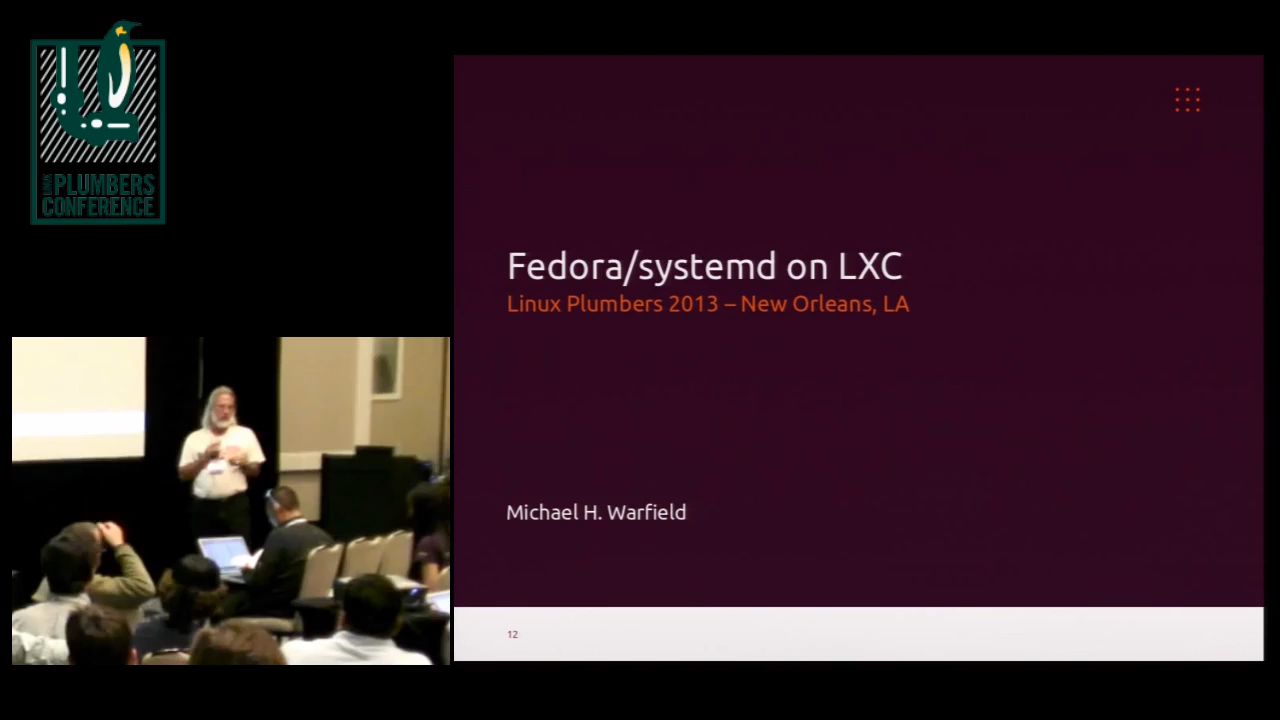 LINUX PLUMBERS
CONFERENCE
Fedora/systemd on LXC
Linux Plumbers 2013 – New Orleans, LA
Michael H. Warfield
12